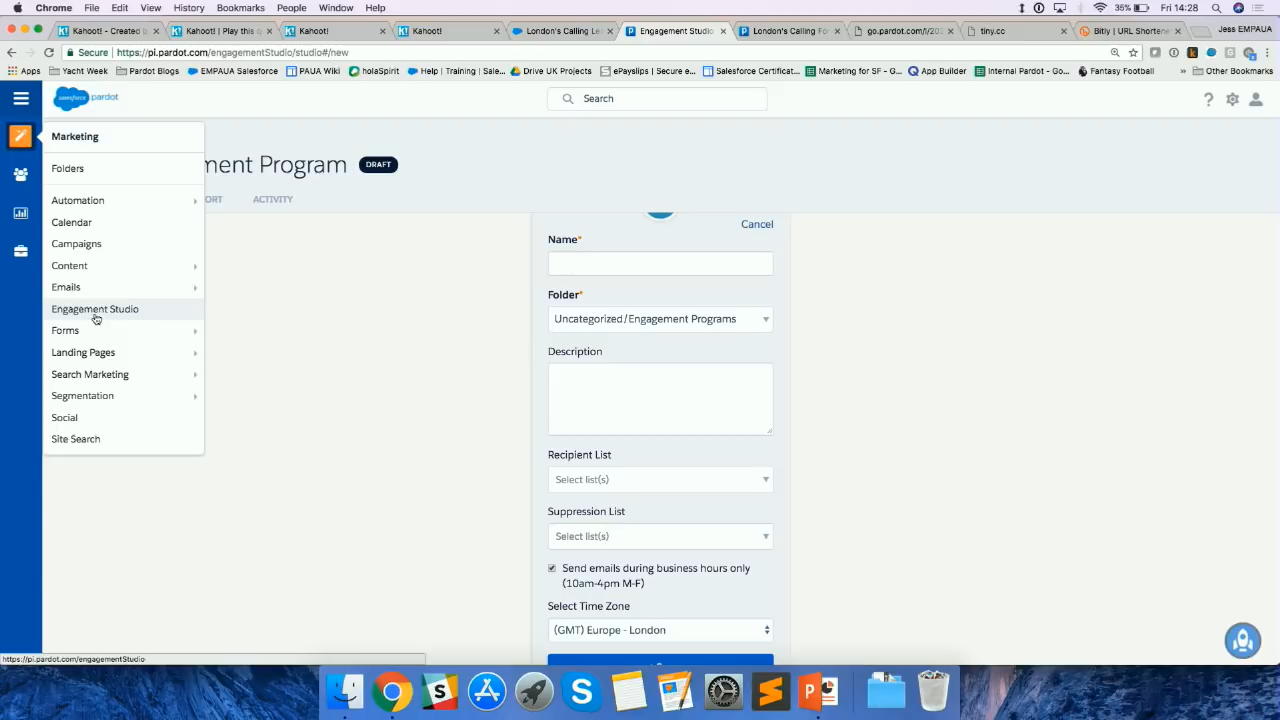 Chrome File Edit View History Bookmarks People Window Help
35% Fri 14:28
Kahoot! - Created b
Kahoot! | Play this q
Kahoot!
Kahoot!
London's Calling Le
Engagement Studio
London's Calling Fo
go.pardot.com/l/20
tiny.cc
Bitly | URL Shortene
Jess EMPAUA
Secure https://pi.pardot.com/engagementStudio/studio#/new
Apps
Yacht Week
Pardot Blogs
EMPAUA Salesforce
PAUA Wiki
holaSpirit
Help | Training | Sale...
Drive UK Projects
ePayslips | Secure e...
Salesforce Certificat...
Marketing for SF - G...
App Builder
Internal Pardot - Go...
Fantasy Football
»
Other Bookmarks
salesforce pardot
Search
Marketing
Folders
Automation
Calendar
Campaigns
Content
Emails
Engagement Studio
Forms
Landing Pages
Search Marketing
Segmentation
Social
Site Search
ment Program DRAFT
ORT ACTIVITY
Cancel
Name*
Folder*
Uncategorized/Engagement Programs
Description
Recipient List
Select list(s)
Suppression List
Select list(s)
Send emails during business hours only
(10am-4pm M-F)
Select Time Zone
(GMT) Europe - London
https://pi.pardot.com/engagementStudio